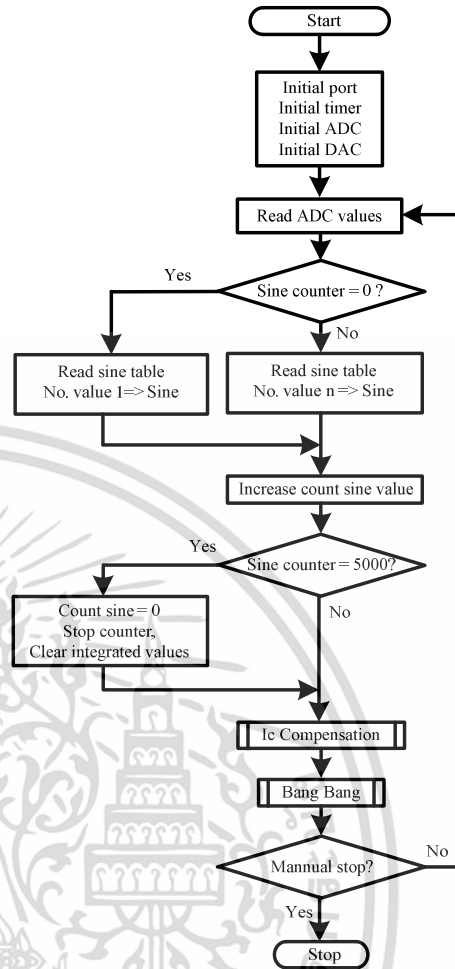 Start
Initial port
Initial timer
Initial ADC
Initial DAC
Read ADC values
Sine counter = 0 ?
Yes
No
Read sine table
No. value 1=> Sine
Read sine table
No. value n => Sine
Increase count sine value
Sine counter = 5000?
Yes
No
Count sine = 0
Stop counter,
Clear integrated values
Ic Compensation
Bang Bang
Mannual stop?
No
Yes
Stop